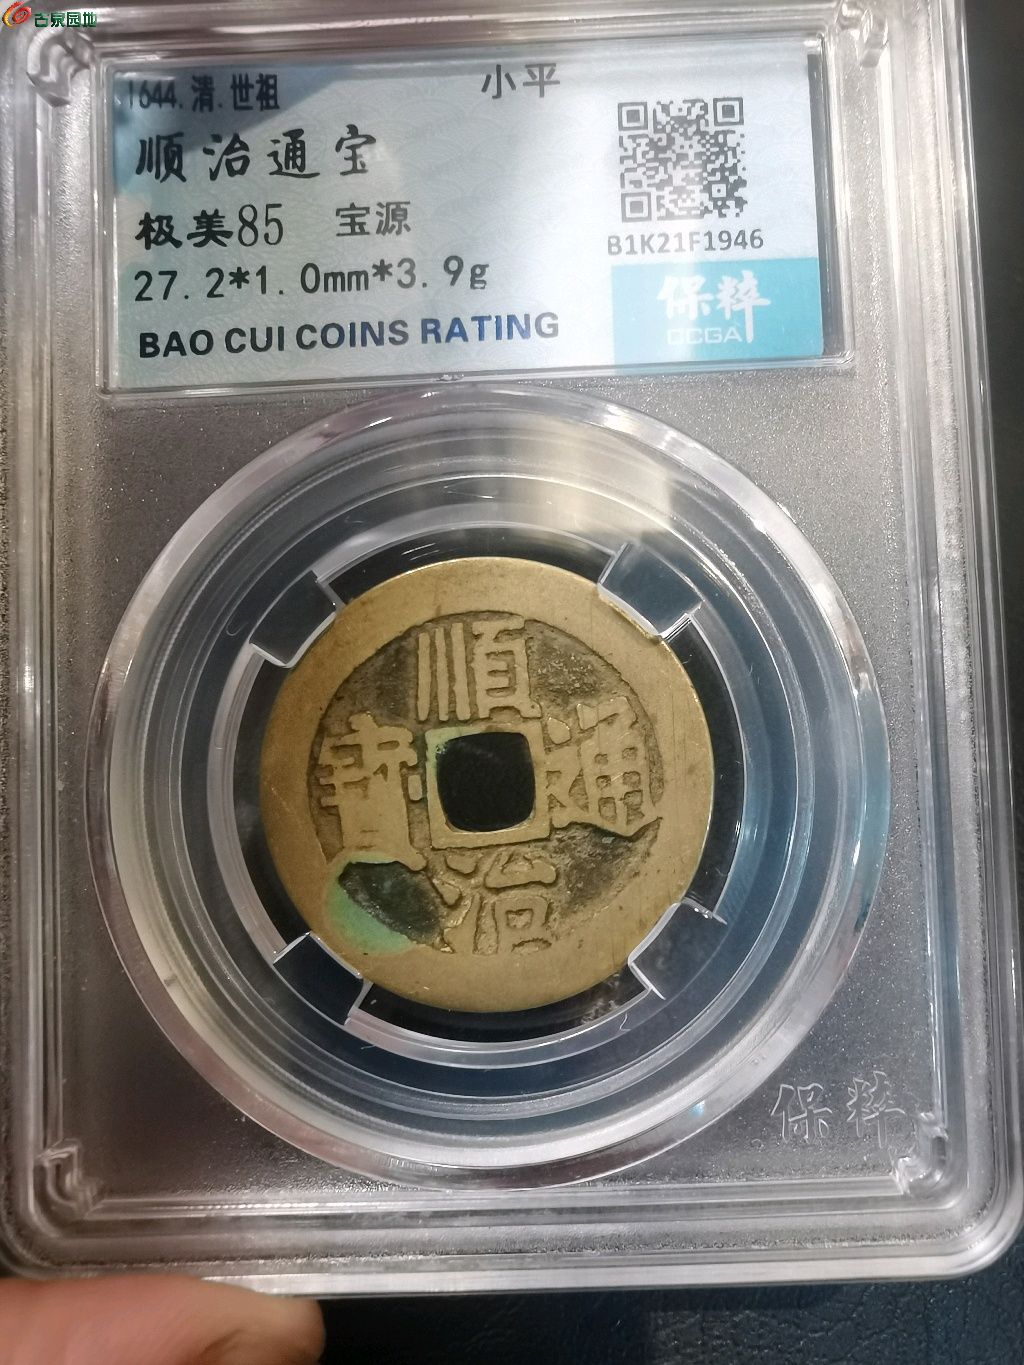 古泉园地
1644.清.世祖
小平
顺治通宝
极美85 宝源
B1K21F1946
27.2*1.0mm*3.9g
保粹
CCGA
BAO CUI COINS RATING
順治通寳
保粹